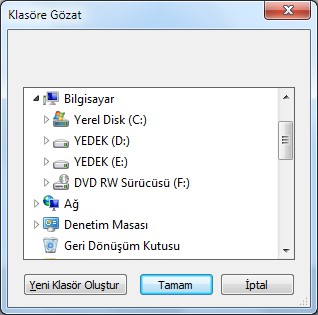 Klasöre Gözat
Bilgisayar
Yerel Disk (C:)
YEDEK (D:)
YEDEK (E:)
DVD RW Sürücüsü (F:)
Ağ
Denetim Masası
Geri Dönüşüm Kutusu
Yeni Klasör Oluştur
Tamam
İptal